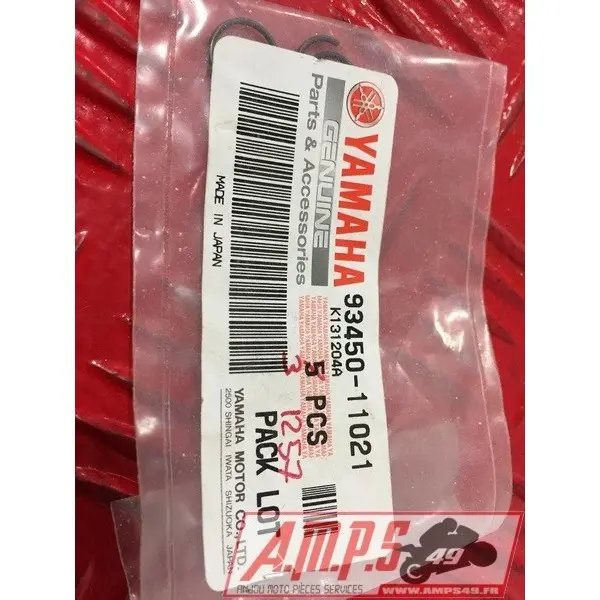 YAMAHA
GENUINE
Parts & Accessories
93450-11021
K131204A
5 PCS
3 1257
PACK LOT
MADE IN JAPAN
YAMAHA MOTOR CO., LTD.
2500 SHINGAI IWATA SHIZUOKA JAPAN
A.M.P.S
49
ANJOU MOTO PIÈCES SERVICES
WWW.AMPS49.FR